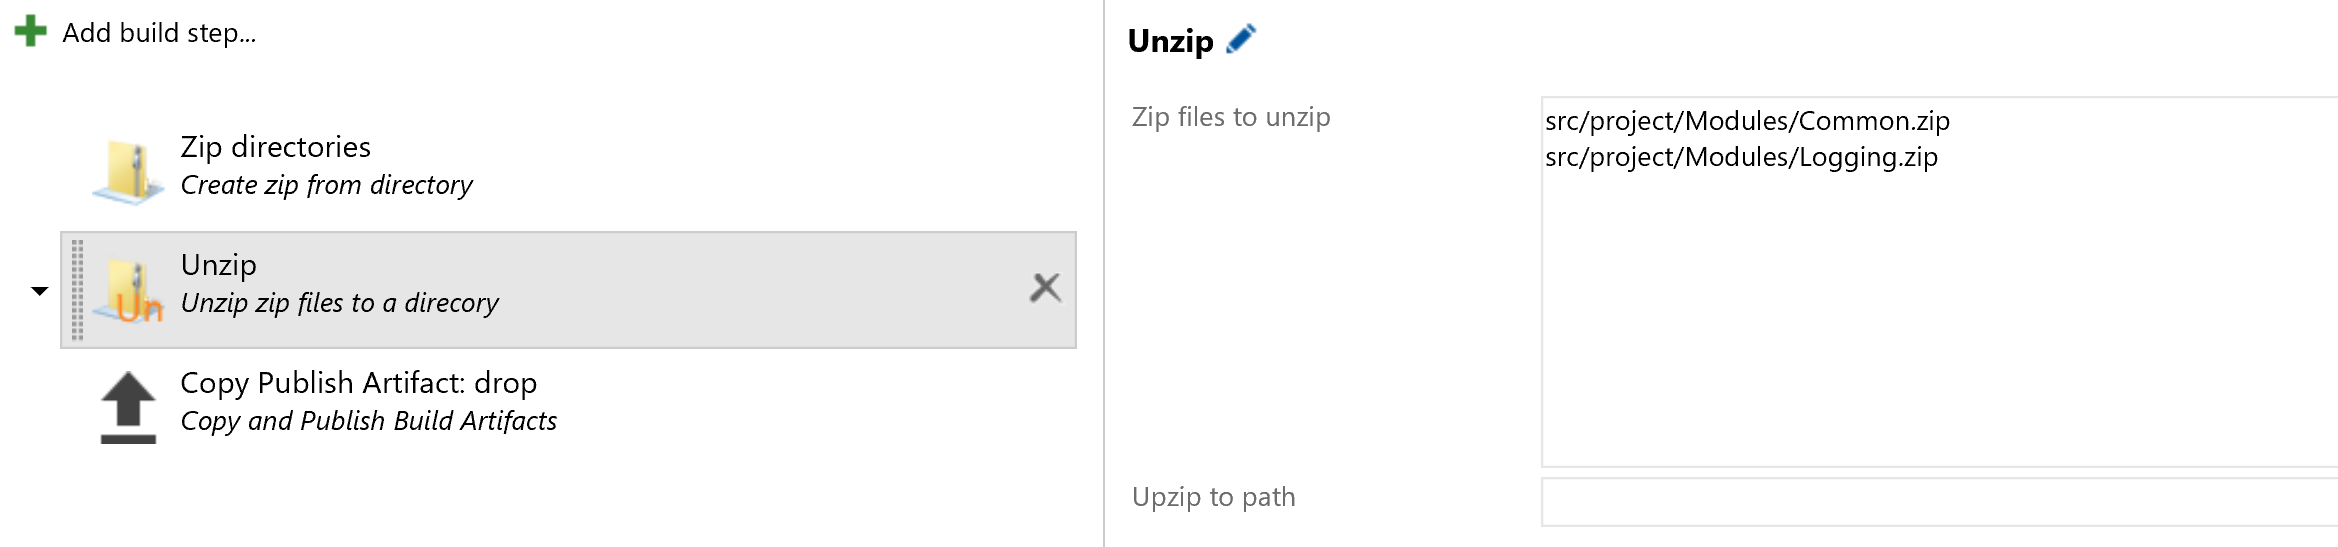 Add build step...
Zip directories
Create zip from directory
Unzip
Unzip zip files to a direcory
Copy Publish Artifact: drop
Copy and Publish Build Artifacts
Unzip
Zip files to unzip
src/project/Modules/Common.zip
src/project/Modules/Logging.zip
Upzip to path
Un